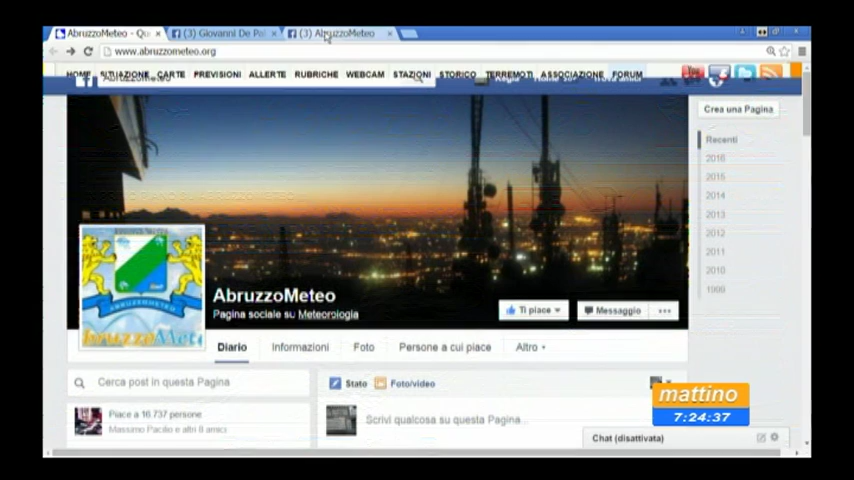 AbruzzoMeteo - Qu
(3) Giovanni De Pal
(3) AbruzzoMeteo
www.abruzzometeo.org
HOME SITUAZIONE CARTE PREVISIONI ALLERTE RUBRICHE WEBCAM STAZIONI STORICO TERREMOTI ASSOCIAZIONE FORUM
Crea una Pagina
Recenti
2016
2015
2014
2013
2012
2011
2010
AbruzzoMeteo
Pagina sociale su Meteorologia
Ti piace
Messaggio
Diario
Informazioni
Foto
Persone a cui piace
Altro
Cerca post in questa Pagina
Stato
Foto/video
Piace a 16.737 persone
Massimo Pacilio e altri 8 amici
Scrivi qualcosa su questa Pagina...
mattino
7:24:37
Chat (disattivata)